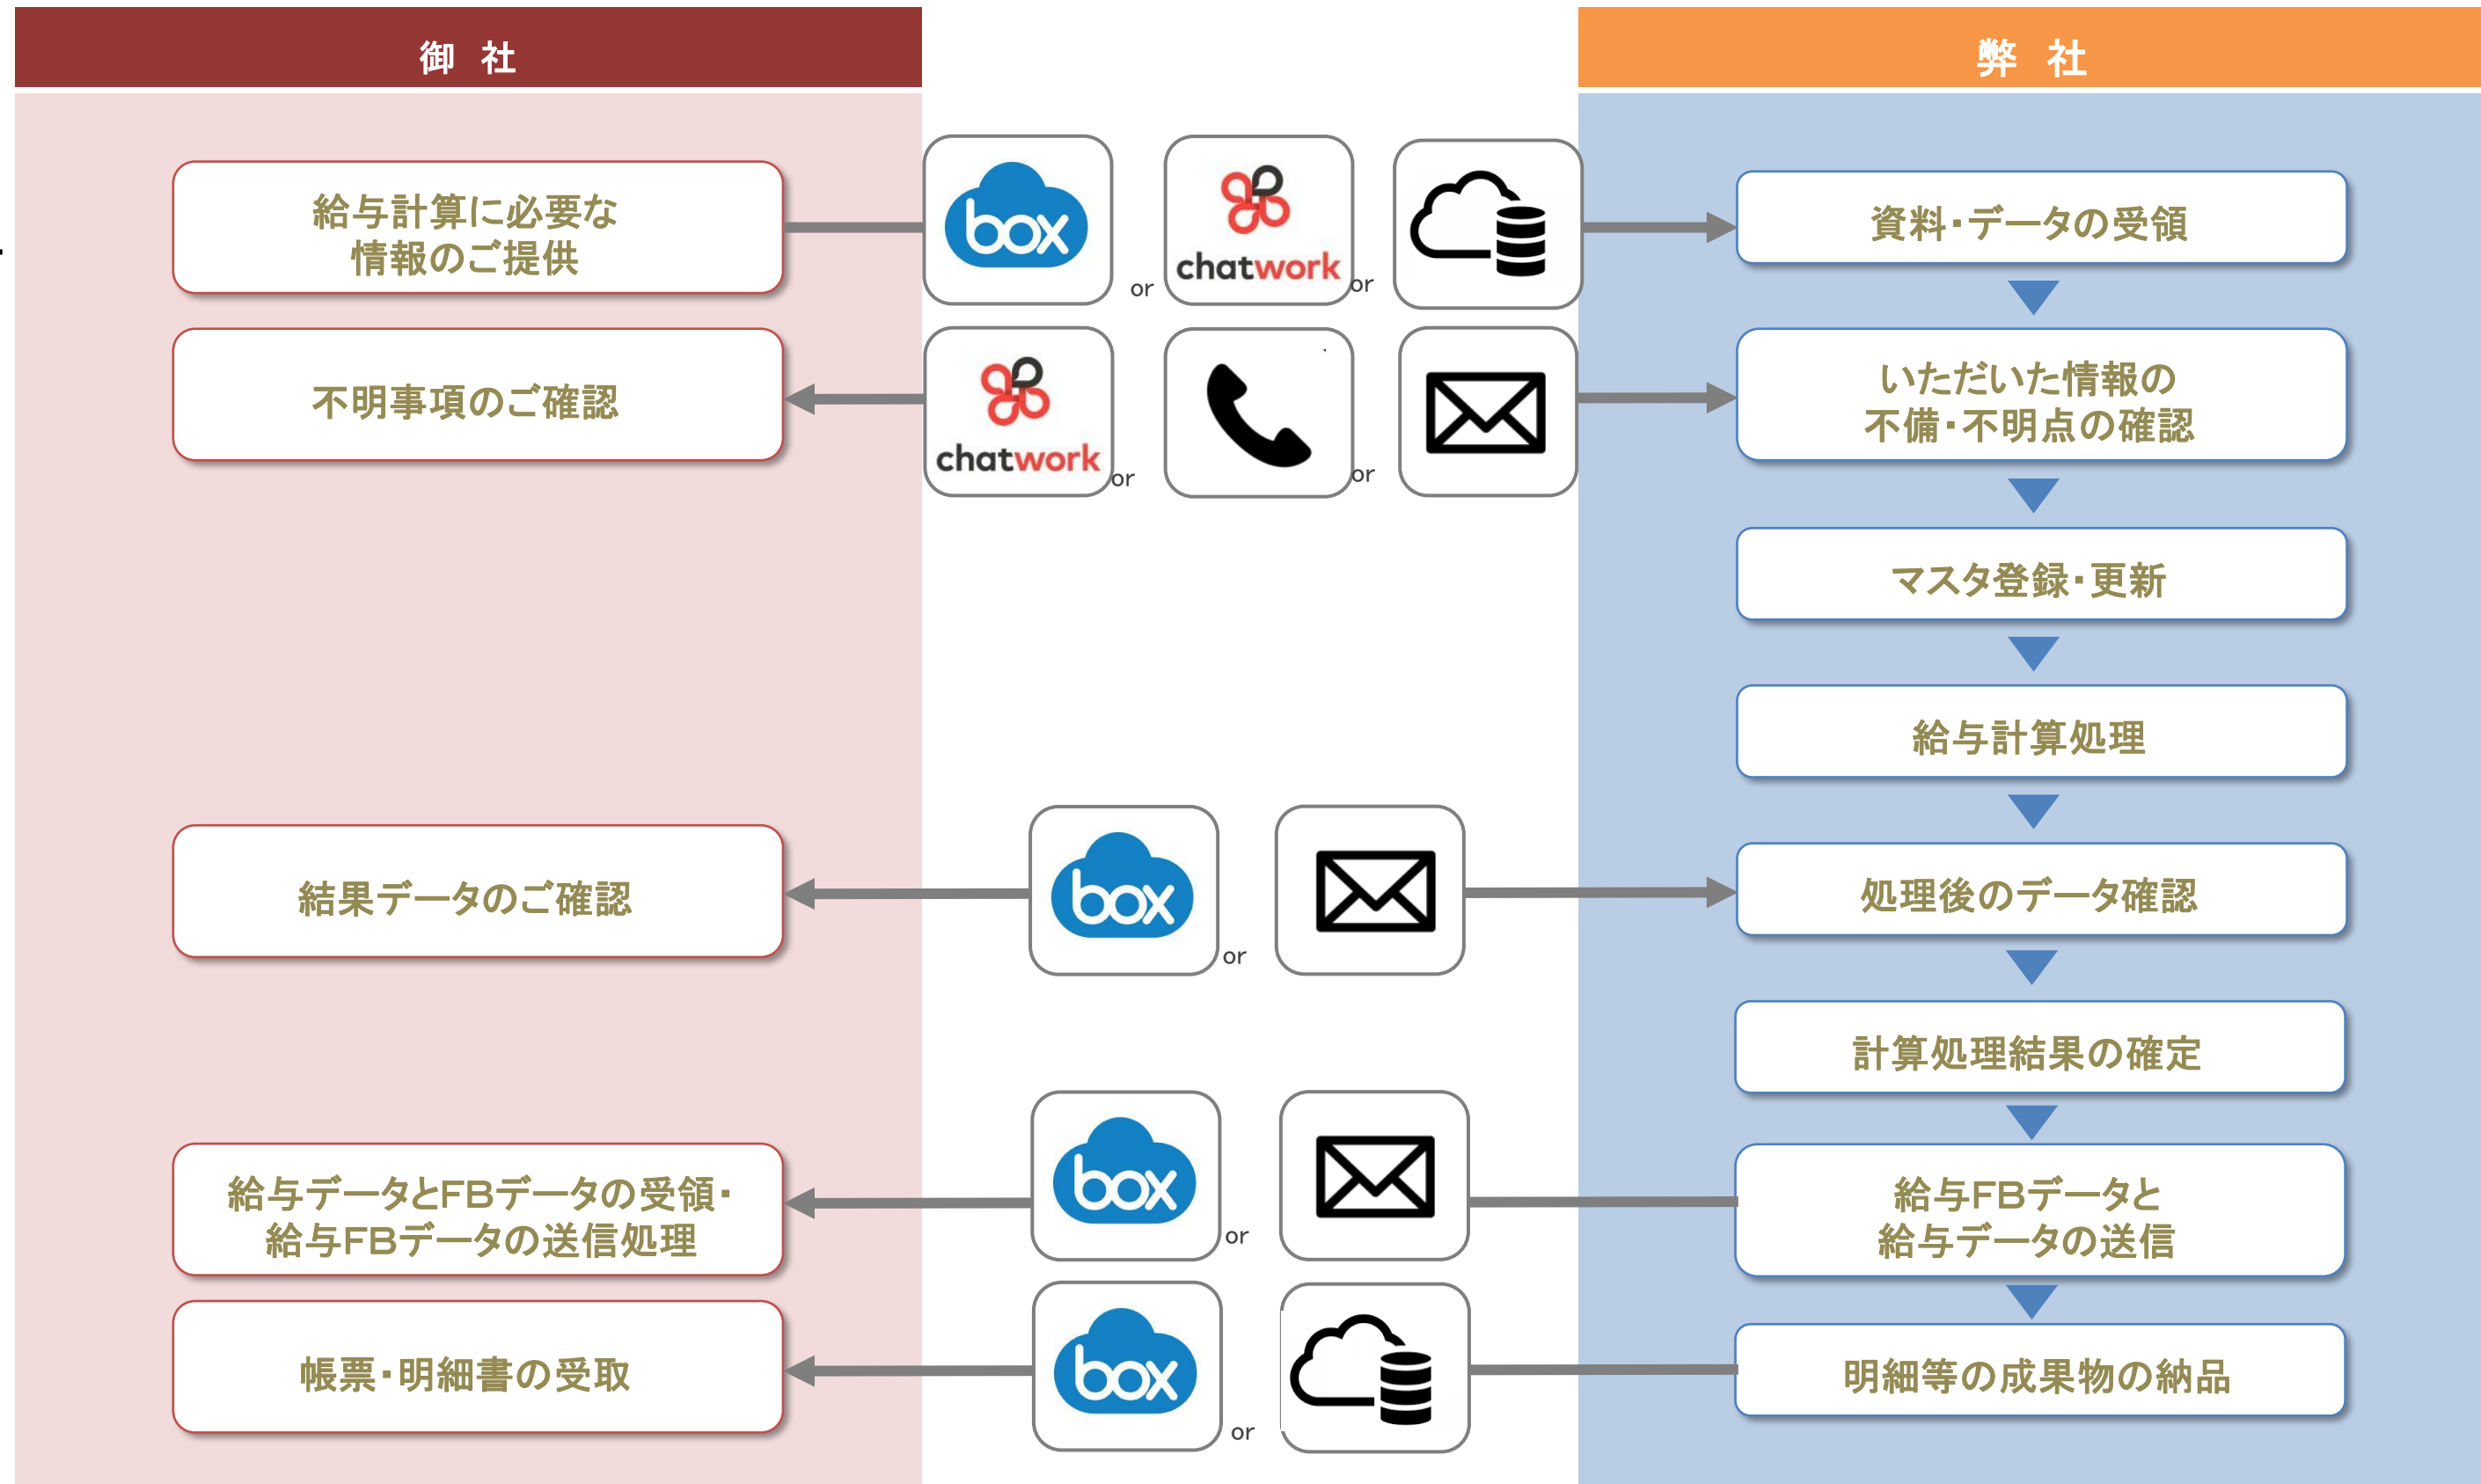 御 社
弊 社
給与計算に必要な
情報のご提供
box
or
chatwork
or
資料・データの受領
不明事項のご確認
chatwork
or
or
いただいた情報の
不備・不明点の確認
マスタ登録・更新
給与計算処理
結果データのご確認
box
or
処理後のデータ確認
計算処理結果の確定
給与データとFBデータの受領・
給与FBデータの送信処理
box
or
給与FBデータと
給与データの送信
帳票・明細書の受取
box
or
明細等の成果物の納品